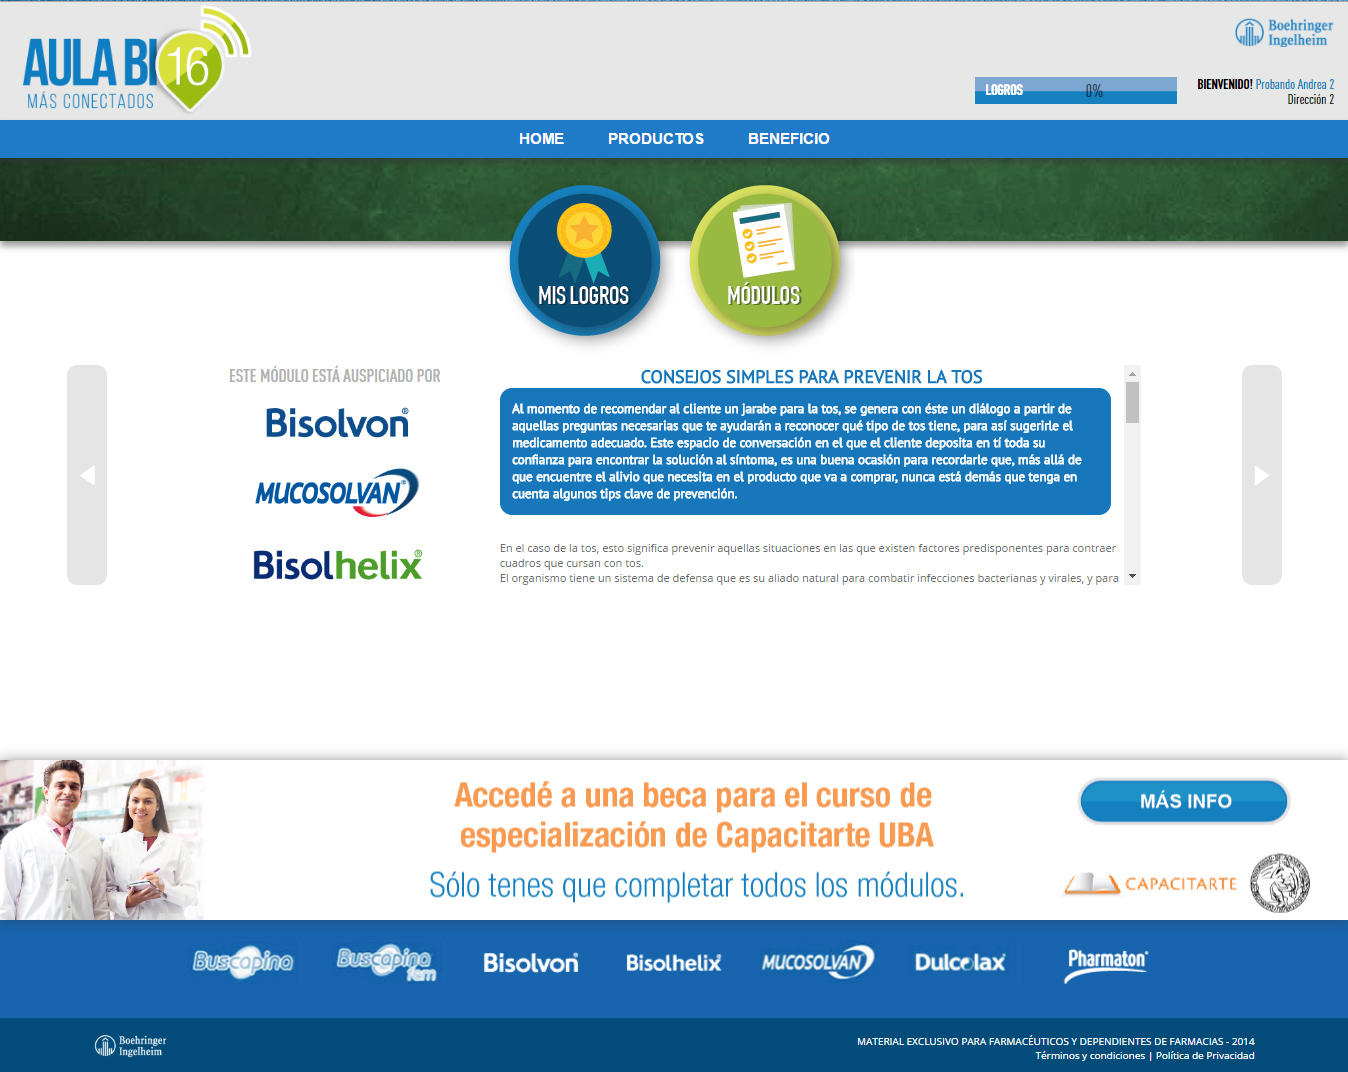 AULA BI 16
MÁS CONECTADOS
Boehringer
Ingelheim
LOGROS 0%
BIENVENIDO! Probando Andrea 2
Dirección 2
HOME PRODUCTOS BENEFICIO
MIS LOGROS
MÓDULOS
ESTE MÓDULO ESTÁ AUSPICIADO POR
Bisolvon
MUCOSOLVAN
Bisolhelix
CONSEJOS SIMPLES PARA PREVENIR LA TOS
Al momento de recomendar al cliente un jarabe para la tos, se genera con éste un diálogo a partir de
aquellas preguntas necesarias que te ayudarán a reconocer qué tipo de tos tiene, para así sugerirle el
medicamento adecuado. Este espacio de conversación en el que el cliente deposita en tí toda su
confianza para encontrar la solución al síntoma, es una buena ocasión para recordarle que, más allá de
que encuentre el alivio que necesita en el producto que va a comprar, nunca está demás que tenga en
cuenta algunos tips clave de prevención.
En el caso de la tos, esto significa prevenir aquellas situaciones en las que existen factores predisponentes para contraer
cuadros que cursan con tos.
El organismo tiene un sistema de defensa que es su aliado natural para combatir infecciones bacterianas y virales, y para
Accedé a una beca para el curso de
especialización de Capacitarte UBA
Sólo tenes que completar todos los módulos.
MÁS INFO
CAPACITARTE
Buscapina
Buscapina fem
Bisolvon
Bisolhelix
MUCOSOLVAN
Dulcolax
Pharmaton
Boehringer
Ingelheim
MATERIAL EXCLUSIVO PARA FARMACÉUTICOS Y DEPENDIENTES DE FARMACIAS - 2014
Términos y condiciones | Política de Privacidad